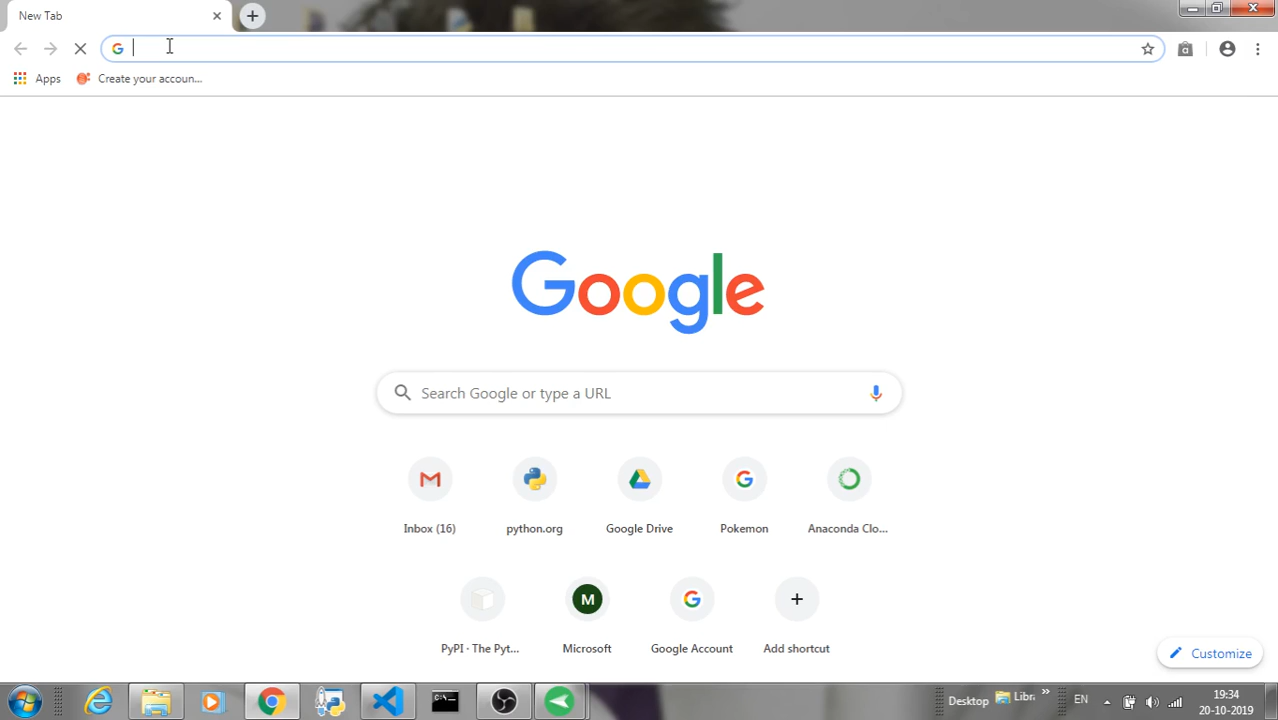 New Tab
Apps
Create your accoun...
Google
Search Google or type a URL
Inbox (16)
python.org
Google Drive
Pokemon
Anaconda Clo...
M
PyPI · The Pyt...
Microsoft
Google Account
Add shortcut
Customize
Desktop
Libr
»
EN
19:34
20-10-2019